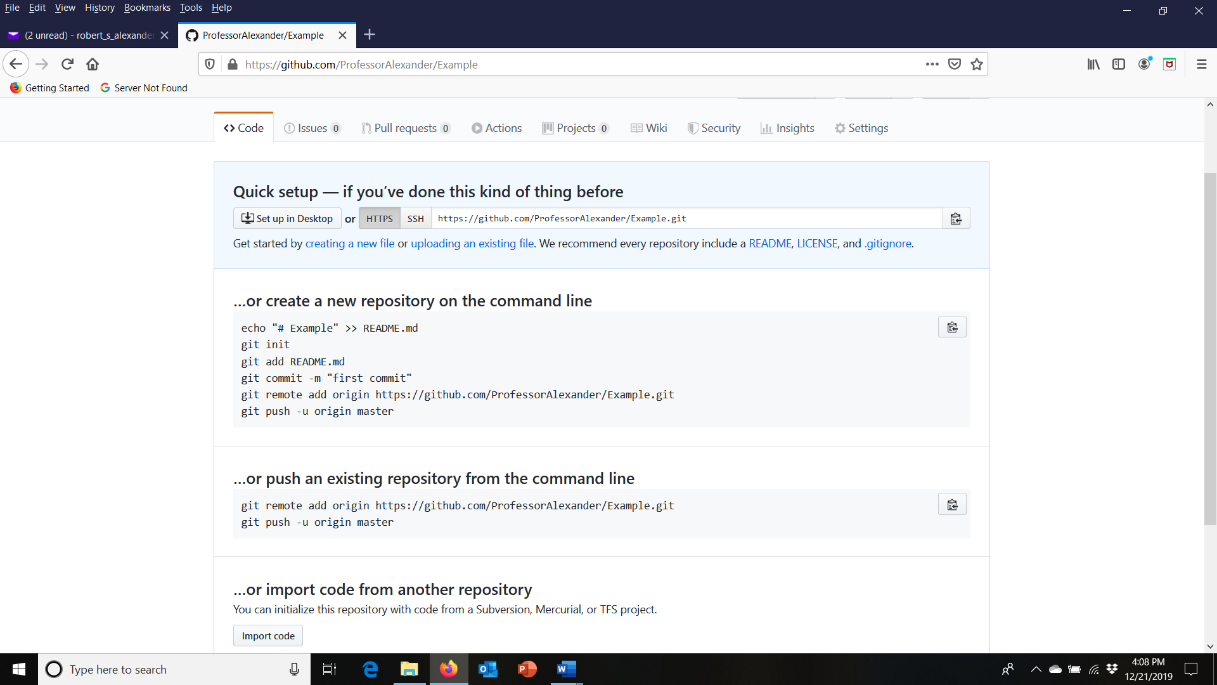 File Edit View History Bookmarks Tools Help
(2 unread) - robert_s_alexander
ProfessorAlexander/Example
https://github.com/ProfessorAlexander/Example
Getting Started Server Not Found
Code Issues 0 Pull requests 0 Actions Projects 0 Wiki Security Insights Settings
Quick setup — if you've done this kind of thing before
Set up in Desktop or HTTPS SSH https://github.com/ProfessorAlexander/Example.git
Get started by creating a new file or uploading an existing file. We recommend every repository include a README, LICENSE, and .gitignore.
…or create a new repository on the command line
echo "# Example" >> README.md
git init
git add README.md
git commit -m "first commit"
git remote add origin https://github.com/ProfessorAlexander/Example.git
git push -u origin master
…or push an existing repository from the command line
git remote add origin https://github.com/ProfessorAlexander/Example.git
git push -u origin master
…or import code from another repository
You can initialize this repository with code from a Subversion, Mercurial, or TFS project.
Import code
Type here to search
4:08 PM
12/21/2019